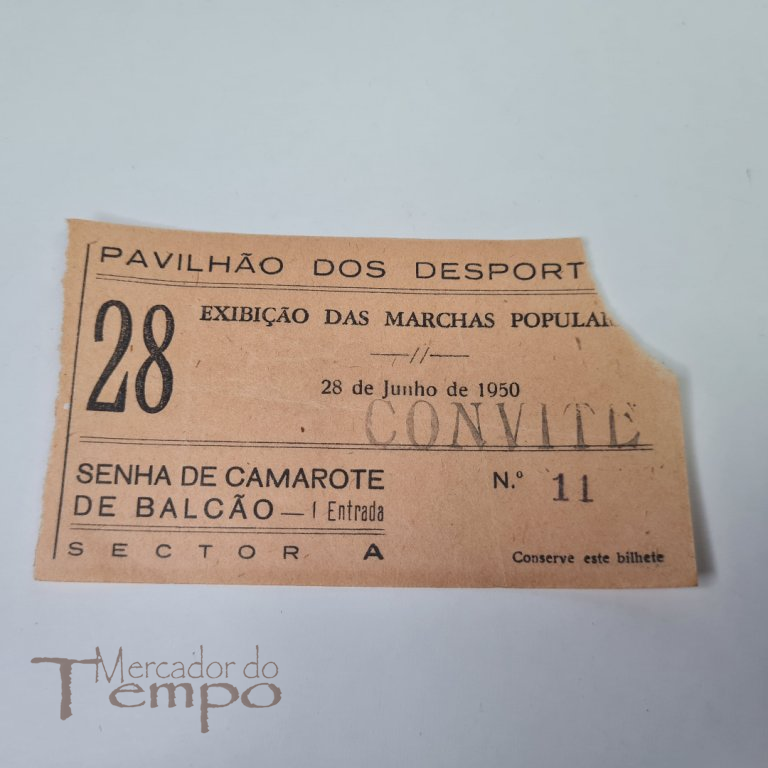 PAVILHÃO DOS DESPORT
28
EXIBIÇÃO DAS MARCHAS POPULAR
—//—
28 de Junho de 1950
CONVITE
SENHA DE CAMAROTE
DE BALCÃO — 1 Entrada
N.º 11
SECTOR A
Conserve este bilhete
Mercador do
Tempo